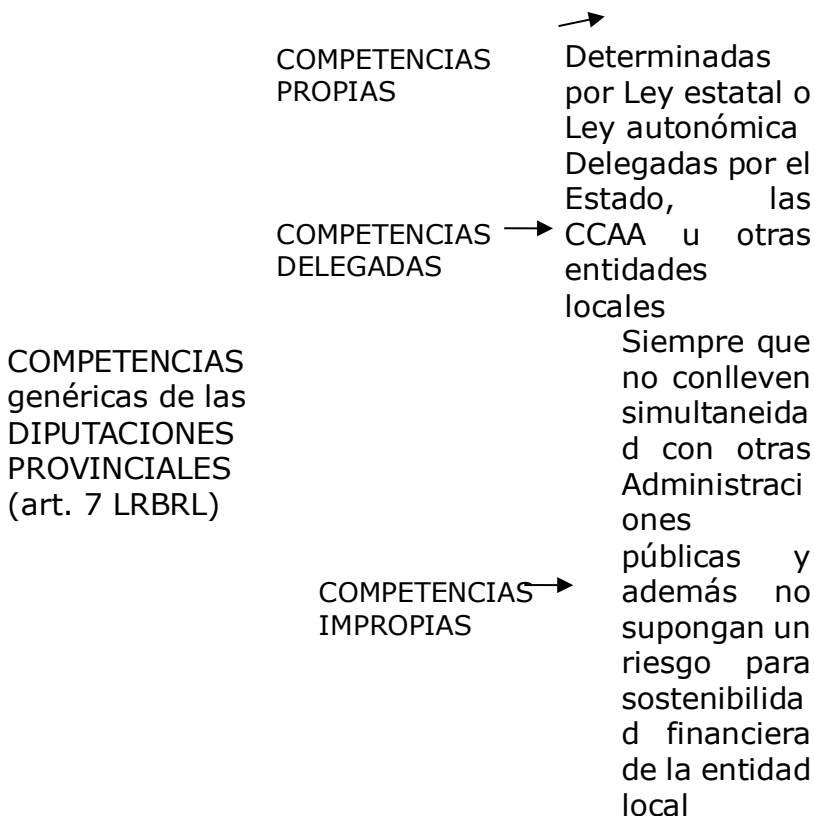 COMPETENCIAS
genéricas de las
DIPUTACIONES
PROVINCIALES
(art. 7 LRBRL)
COMPETENCIAS
PROPIAS
Determinadas
por Ley estatal o
Ley autonómica
COMPETENCIAS
DELEGADAS
Delegadas por el
Estado, las
CCAA u otras
entidades
locales
COMPETENCIAS
IMPROPIAS
Siempre que
no conlleven
simultaneida
d con otras
Administraci
ones
públicas y
además no
supongan un
riesgo para
sostenibilida
d financiera
de la entidad
local